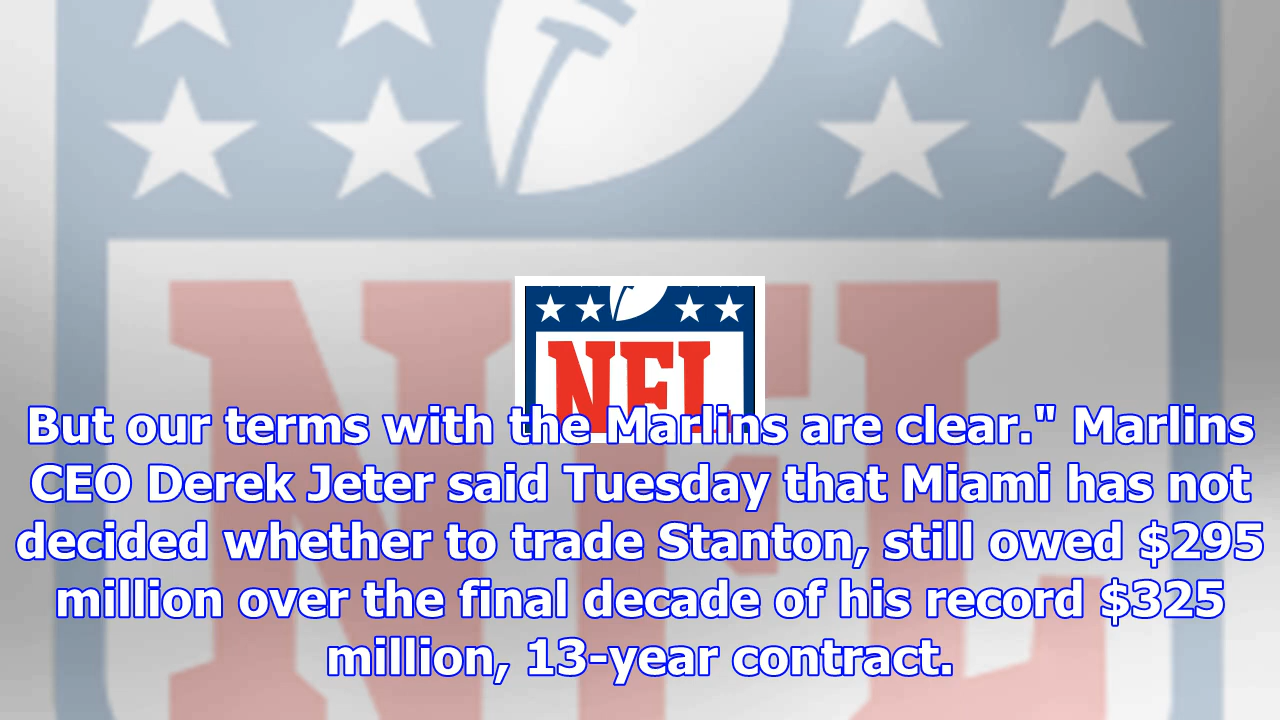 NFL
NFL
But our terms with the Marlins are clear." Marlins
CEO Derek Jeter said Tuesday that Miami has not
decided whether to trade Stanton, still owed $295
million over the final decade of his record $325
million, 13-year contract.